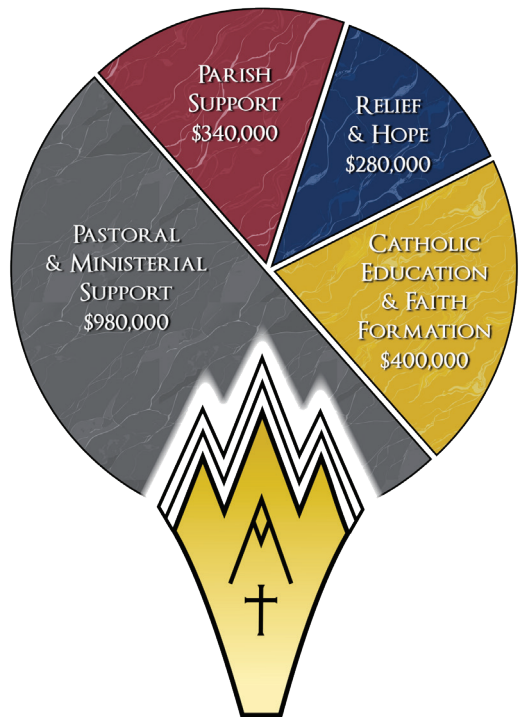 Parish
Support
$340,000
Relief
& Hope
$280,000
Pastoral
& Ministerial
Support
$980,000
Catholic
Education
& Faith
Formation
$400,000